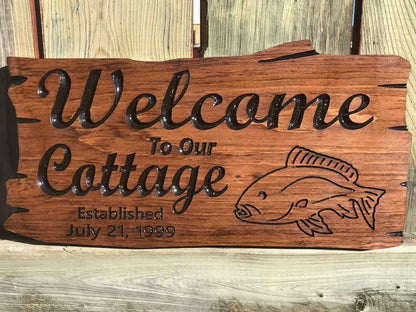 Welcome
To Our
Cottage
Established
July 21, 1999